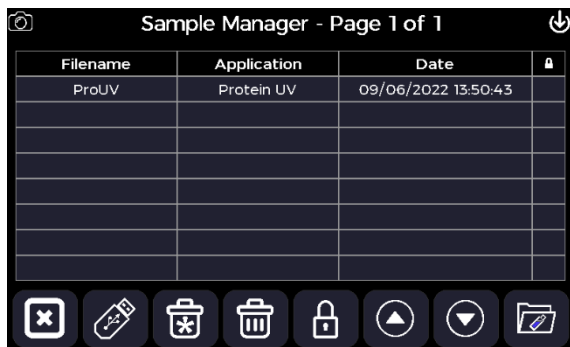 Sample Manager - Page 1 of 1
Filename Application Date
ProUV Protein UV 09/06/2022 13:50:43